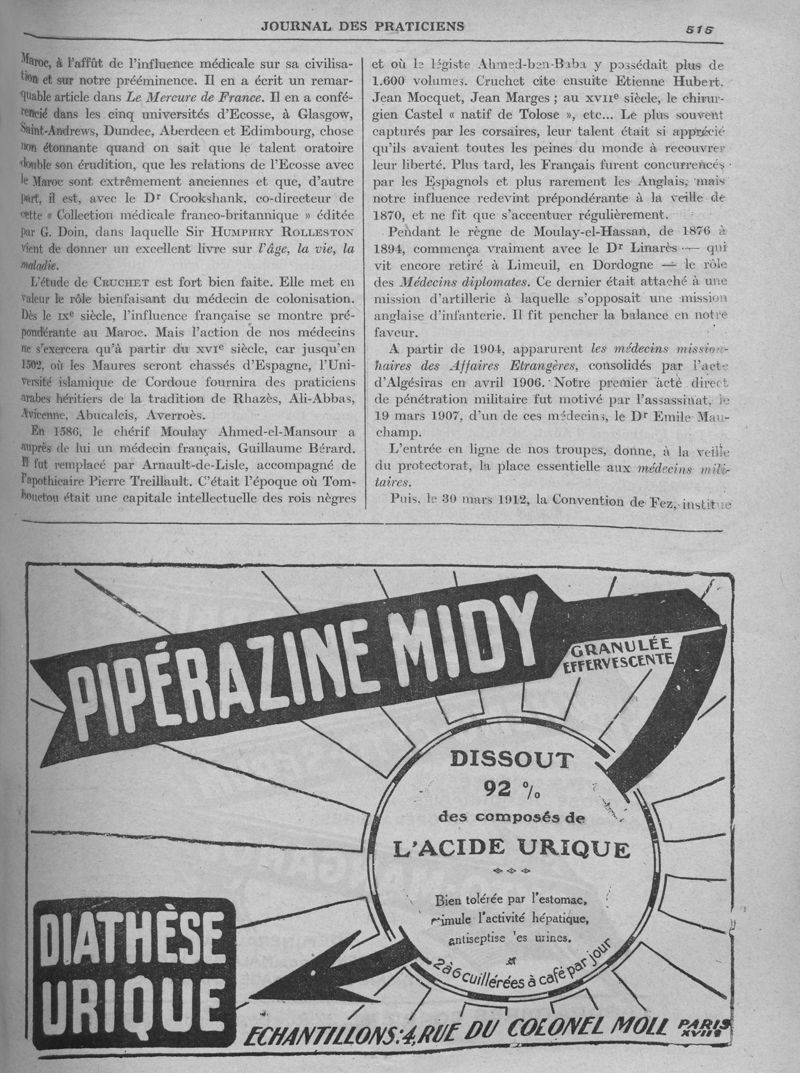 JOURNAL DES PRATICIENS
515
Maroc, à l'affût de l'influence médicale sur sa civilisa-
tion et sur notre prééminence. Il en a écrit un remar-
quable article dans Le Mercure de France. Il en a confé-
rencié dans les cinq universités d'Ecosse, à Glasgow,
Saint-Andrews, Dundee, Aberdeen et Edimbourg, chose
non étonnante quand on sait que le talent oratoire
double son érudition, que les relations de l'Ecosse avec
le Maroc sont extrêmement anciennes et que, d'autre
part, il est, avec le Dr Crookshank, co-directeur de
cette « Collection médicale franco-britannique » éditée
par G. Doin, dans laquelle Sir HUMPHRY ROLLESTON
vient de donner un excellent livre sur l'âge, la vie, la
maladie.
L'étude de CRUCHET est fort bien faite. Elle met en
valeur le rôle bienfaisant du médecin de colonisation.
Dès le IXe siècle, l'influence française se montre pré-
pondérante au Maroc. Mais l'action de nos médecins
ne s'exercera qu'à partir du XVIe siècle, car jusqu'en
1502, où les Maures seront chassés d'Espagne, l'Uni-
versité islamique de Cordoue fournira des praticiens
arabes héritiers de la tradition de Rhazès, Ali-Abbas,
Avicenne, Abucalcis, Averroès.
En 1586, le chérif Moulay Ahmed-el-Mansour a
auprès de lui un médecin français, Guillaume Bérard.
Il fut remplacé par Arnault-de-Lisle, accompagné de
l'apothicaire Pierre Treillault. C'était l'époque où Tom-
bouctou était une capitale intellectuelle des rois nègres
et où le légiste Ahmed-ben-Baba y possédait plus de
1.600 volumes. Cruchet cite ensuite Etienne Hubert.
Jean Mocquet, Jean Marges ; au XVIIe siècle, le chirur-
gien Castel « natif de Tolose », etc... Le plus souvent
capturés par les corsaires, leur talent était si apprécié
qu'ils avaient toutes les peines du monde à recouvrer
leur liberté. Plus tard, les Français furent concurrencés
par les Espagnols et plus rarement les Anglais, mais
notre influence redevint prépondérante à la veille de
1870, et ne fit que s'accentuer régulièrement.
Pendant le règne de Moulay-el-Hassan, de 1876 à
1894, commença vraiment avec le Dr Linarès — qui
vit encore retiré à Limeuil, en Dordogne — le rôle
des Médecins diplomates. Ce dernier était attaché à une
mission d'artillerie à laquelle s'opposait une mission
anglaise d'infanterie. Il fit pencher la balance en notre
faveur.
A partir de 1904, apparurent les médecins mission-
naires des Affaires Etrangères, consolidés par l'acte
d'Algésiras en avril 1906. Notre premier acte direct
de pénétration militaire fut motivé par l'assassinat, le
19 mars 1907, d'un de ces médecins, le Dr Emile Mau-
champ.
L'entrée en ligne de nos troupes, donne, à la veille
du protectorat, la place essentielle aux médecins mili-
taires.
Puis, le 30 mars 1912, la Convention de Fez, institue
PIPÉRAZINE MIDY
GRANULÉE
EFFERVESCENTE
DISSOUT
92 %
des composés de
L'ACIDE URIQUE
Bien tolérée par l'estomac,
stimule l'activité hépatique,
antiseptise les urines.
2 à 6 cuillérées à café par jour
DIATHÈSE
URIQUE
ECHANTILLONS: 4, RUE DU COLONEL MOLL PARIS
XVIIe